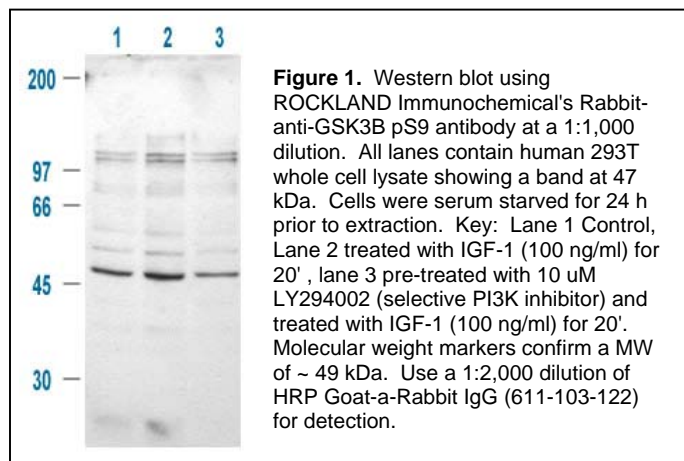 1 2 3
200
97
66
45
30
Figure 1. Western blot using
ROCKLAND Immunochemical's Rabbit-
anti-GSK3B pS9 antibody at a 1:1,000
dilution. All lanes contain human 293T
whole cell lysate showing a band at 47
kDa. Cells were serum starved for 24 h
prior to extraction. Key: Lane 1 Control,
Lane 2 treated with IGF-1 (100 ng/ml) for
20' , lane 3 pre-treated with 10 uM
LY294002 (selective PI3K inhibitor) and
treated with IGF-1 (100 ng/ml) for 20'.
Molecular weight markers confirm a MW
of ~ 49 kDa. Use a 1:2,000 dilution of
HRP Goat-a-Rabbit IgG (611-103-122)
for detection.